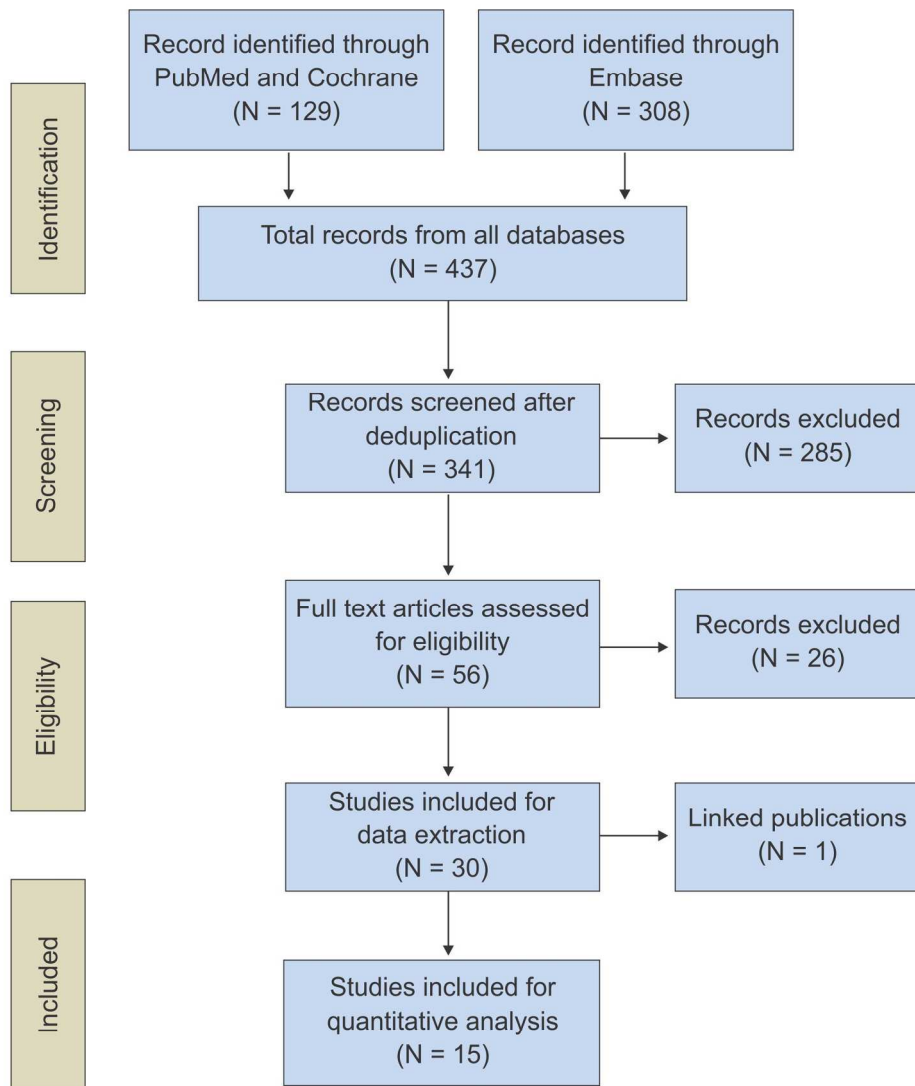 Record identified through
PubMed and Cochrane
(N = 129)
Record identified through
Embase
(N = 308)
Identification
Total records from all databases
(N = 437)
Screening
Records screened after
deduplication
(N = 341)
Records excluded
(N = 285)
Eligibility
Full text articles assessed
for eligibility
(N = 56)
Records excluded
(N = 26)
Studies included for
data extraction
(N = 30)
Linked publications
(N = 1)
Included
Studies included for
quantitative analysis
(N = 15)